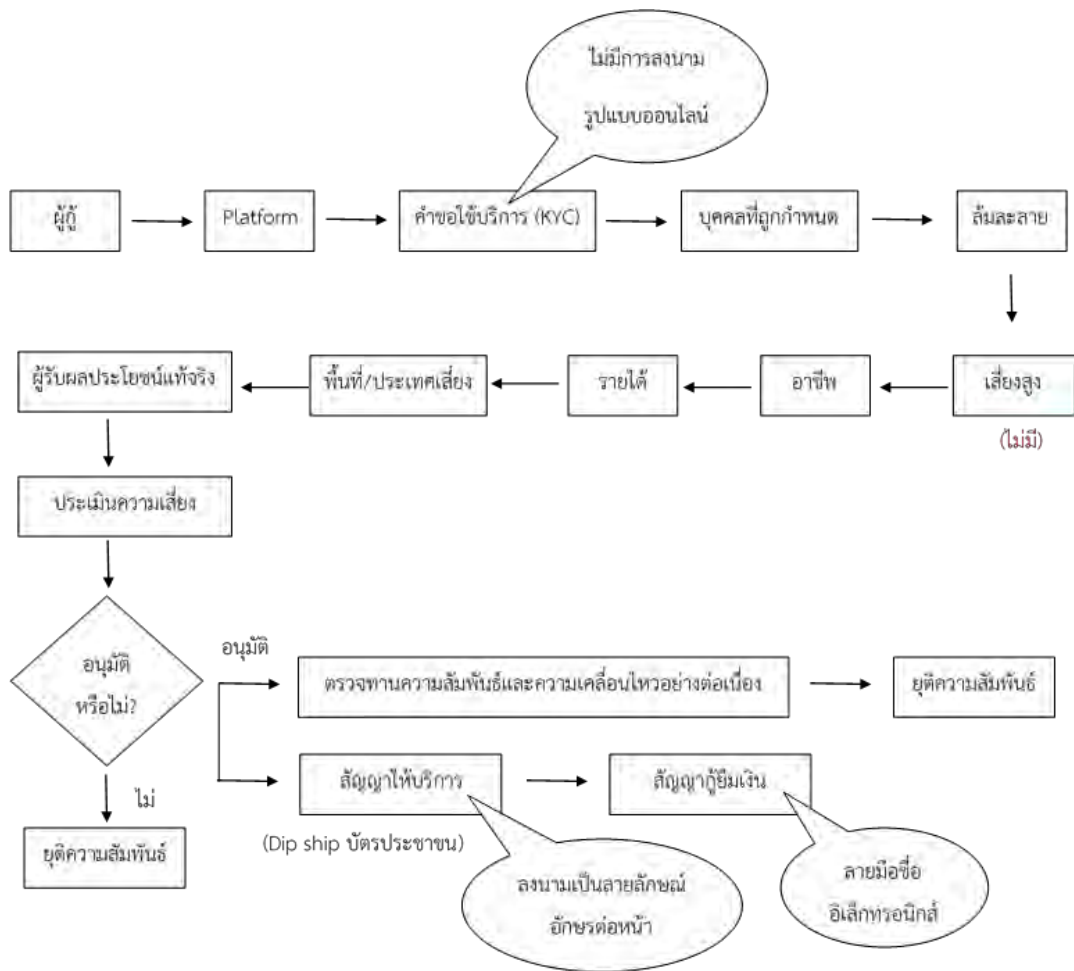 ไม่มีการลงนาม
รูปแบบออนไลน์
ผู้กู้
Platform
คำขอใช้บริการ (KYC)
บุคคลที่ถูกกำหนด
ล้มละลาย
เสี่ยงสูง
(ไม่มี)
อาชีพ
รายได้
พื้นที่/ประเทศเสี่ยง
ผู้รับผลประโยชน์แท้จริง
ประเมินความเสี่ยง
อนุมัติ
หรือไม่?
อนุมัติ
ตรวจทานความสัมพันธ์และความเคลื่อนไหวอย่างต่อเนื่อง
ยุติความสัมพันธ์
สัญญาให้บริการ
(Dip ship บัตรประชาขน)
สัญญากู้ยืมเงิน
ไม่
ยุติความสัมพันธ์
ลงนามเป็นลายลักษณ์
อักษรต่อหน้า
ลายมือชื่อ
อิเล็กทรอนิกส์